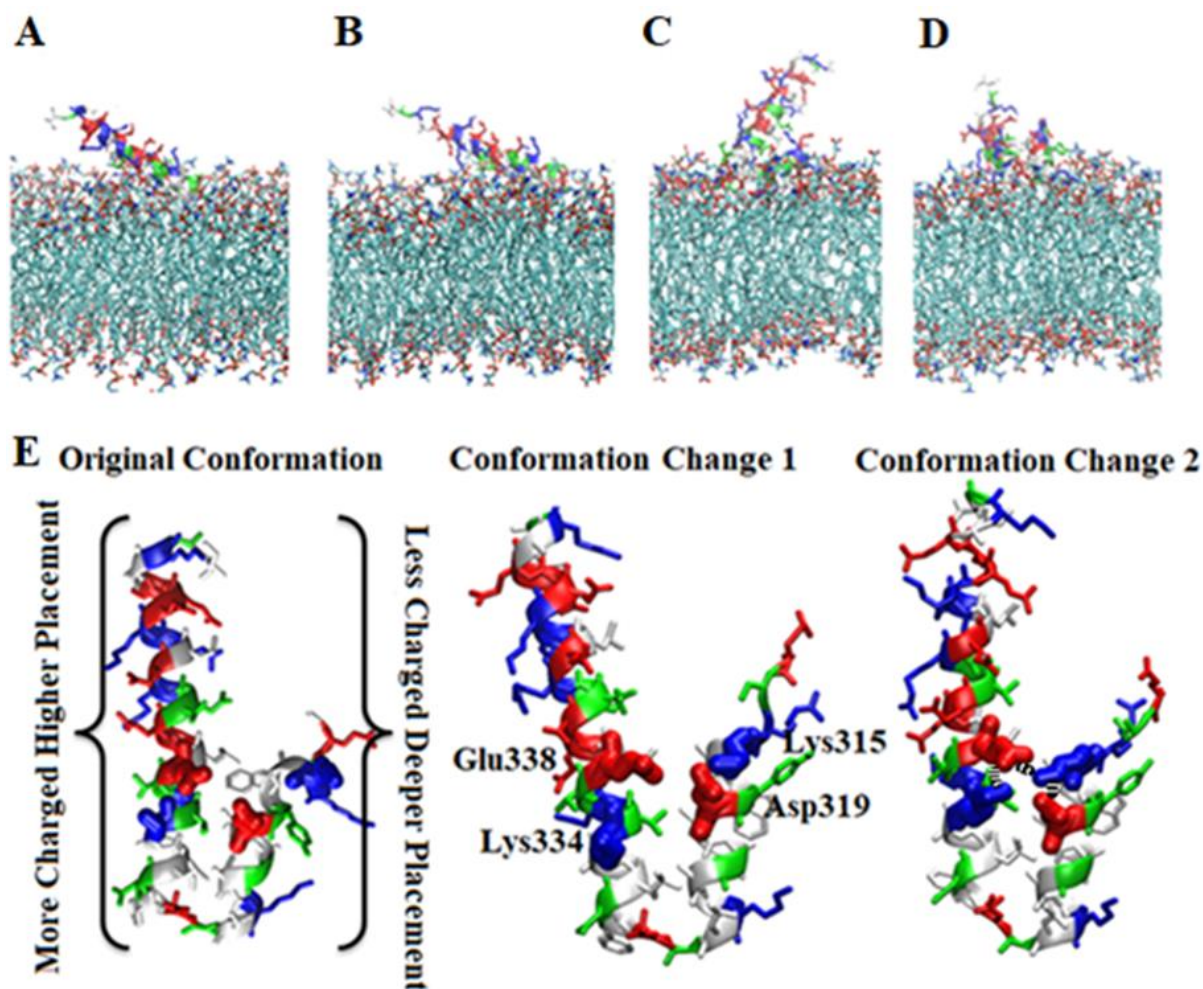 A
B
C
D
E
Original Conformation
Conformation Change 1
Conformation Change 2
More Charged Higher Placement
Less Charged Deeper Placement
Glu338
Lys315
Asp319
Lys334